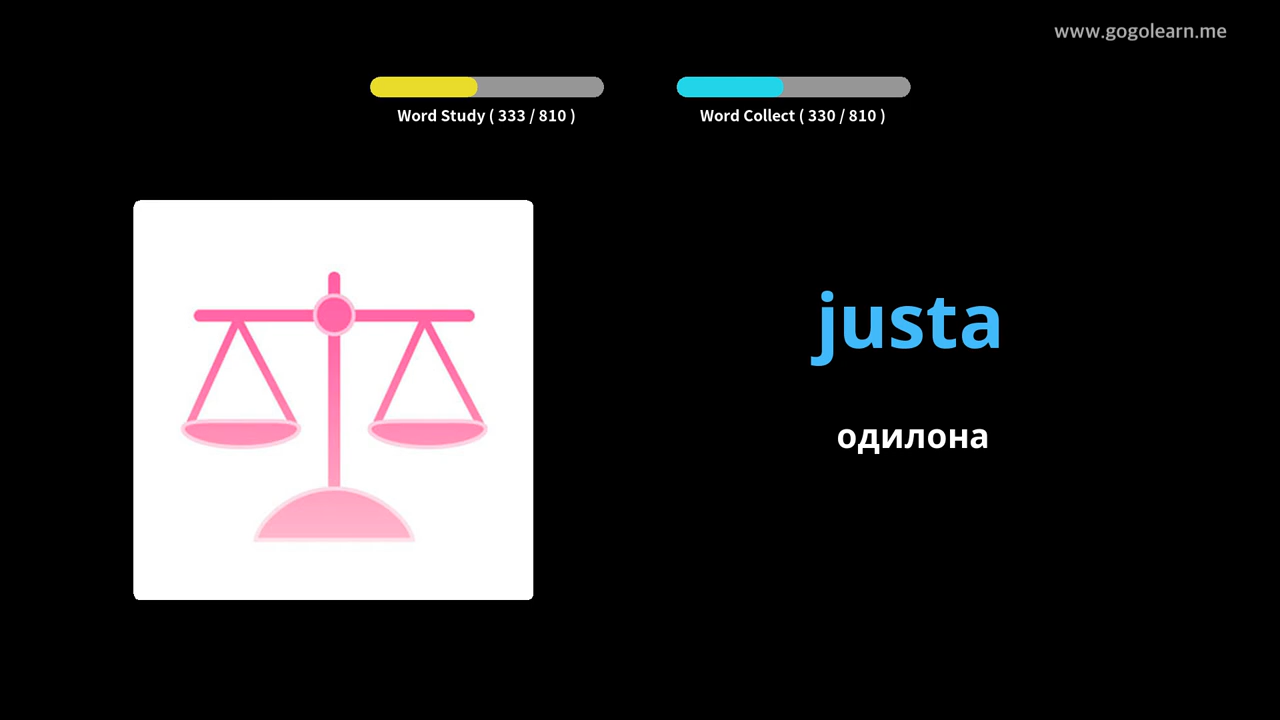 www.gogolearn.me
Word Study ( 333 / 810 )
Word Collect ( 330 / 810 )
justa
одилона